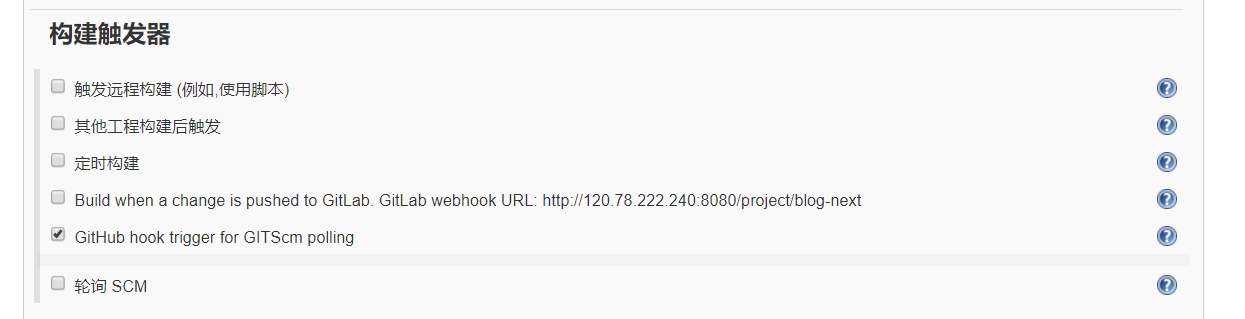 构建触发器
触发远程构建 (例如,使用脚本)
其他工程构建后触发
定时构建
Build when a change is pushed to GitLab. GitLab webhook URL: http://120.78.222.240:8080/project/blog-next
GitHub hook trigger for GITScm polling
轮询 SCM